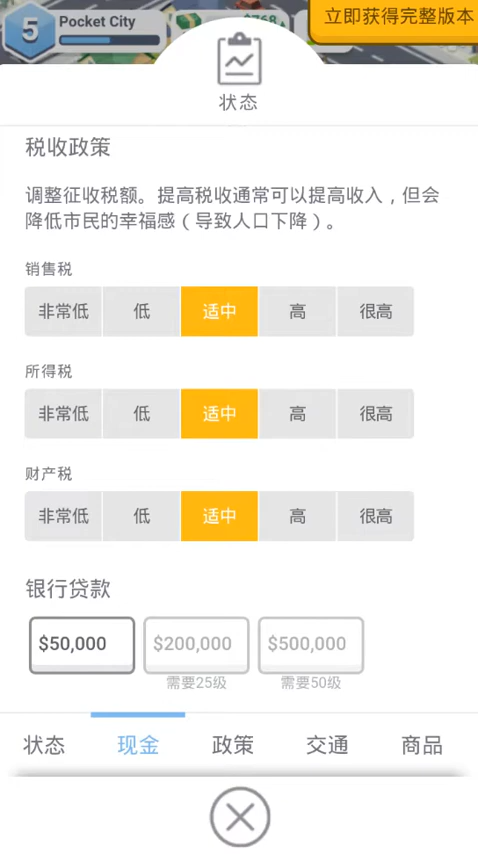 立即获得完整版本
5
Pocket City
$768
状态
税收政策
调整征收税额。提高税收通常可以提高收入，但会
降低市民的幸福感（导致人口下降）。
销售税
非常低 低 适中 高 很高
所得税
非常低 低 适中 高 很高
财产税
非常低 低 适中 高 很高
银行贷款
$50,000 $200,000 $500,000
需要25级 需要50级
状态 现金 政策 交通 商品